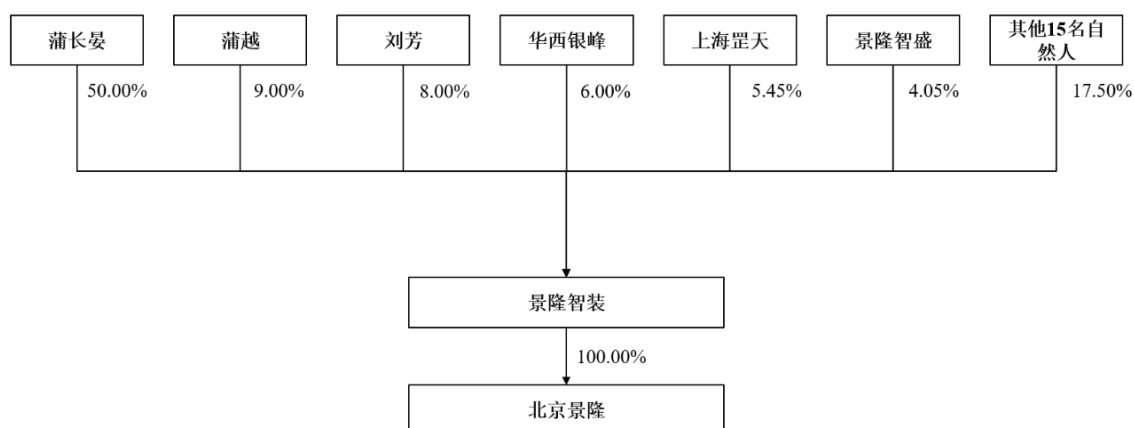 蒲长晏
蒲越
刘芳
华西银峰
上海罡天
景隆智盛
其他15名自
然人
50.00%
9.00%
8.00%
6.00%
5.45%
4.05%
17.50%
景隆智装
100.00%
北京景隆